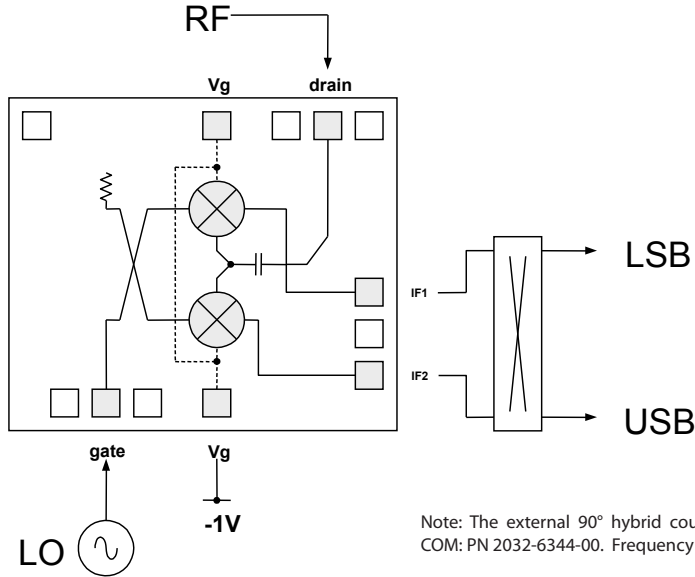 RF
Vg drain
LSB
IF1
IF2
USB
gate Vg
-1V
LO
Note: The external 90° hybrid cou
COM: PN 2032-6344-00. Frequency